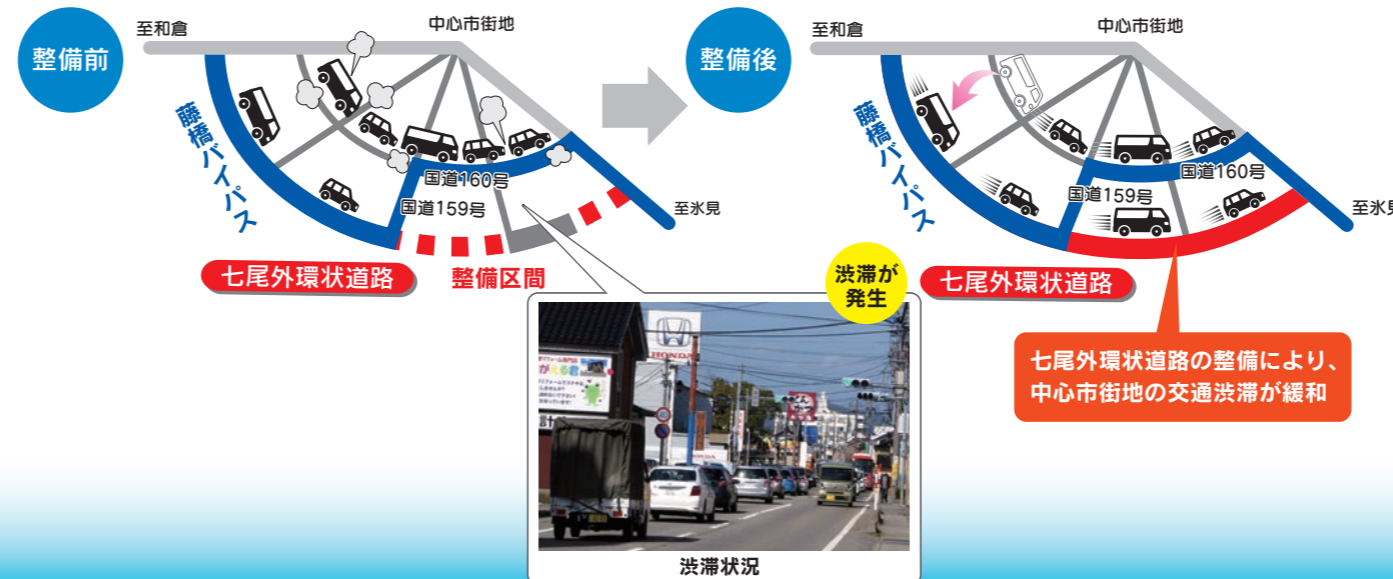 整備前
至和倉
中心市街地
藤橋バイパス
国道160号
国道159号
至氷見
七尾外環状道路
整備区間
整備後
至和倉
中心市街地
藤橋バイパス
国道160号
国道159号
至氷見
七尾外環状道路
渋滞が
発生
七尾外環状道路の整備により、
中心市街地の交通渋滞が緩和
HONDA
がえる君
HONDA
渋滞状況